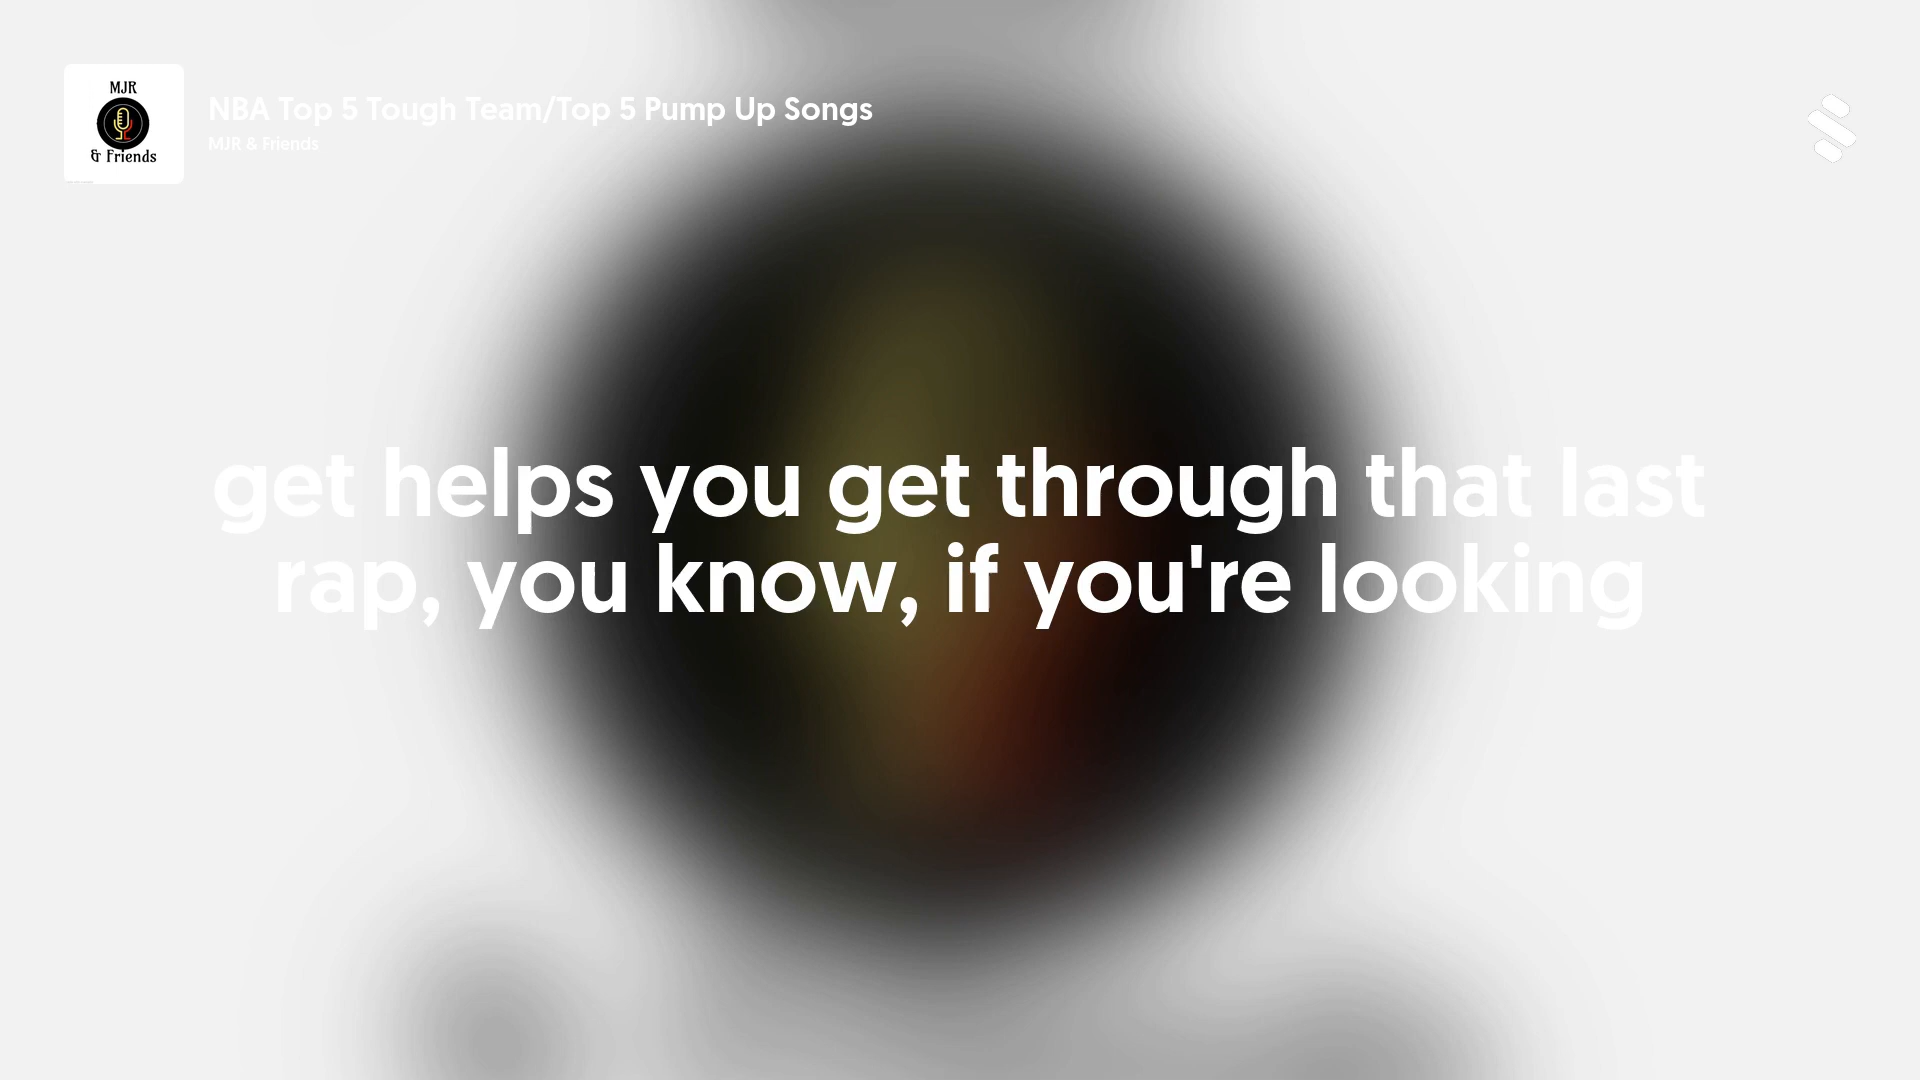 MJR
& Friends
NBA Top 5 Tough Team/Top 5 Pump Up Songs
MJR & Friends
get helps you get through that last
rap, you know, if you're looking